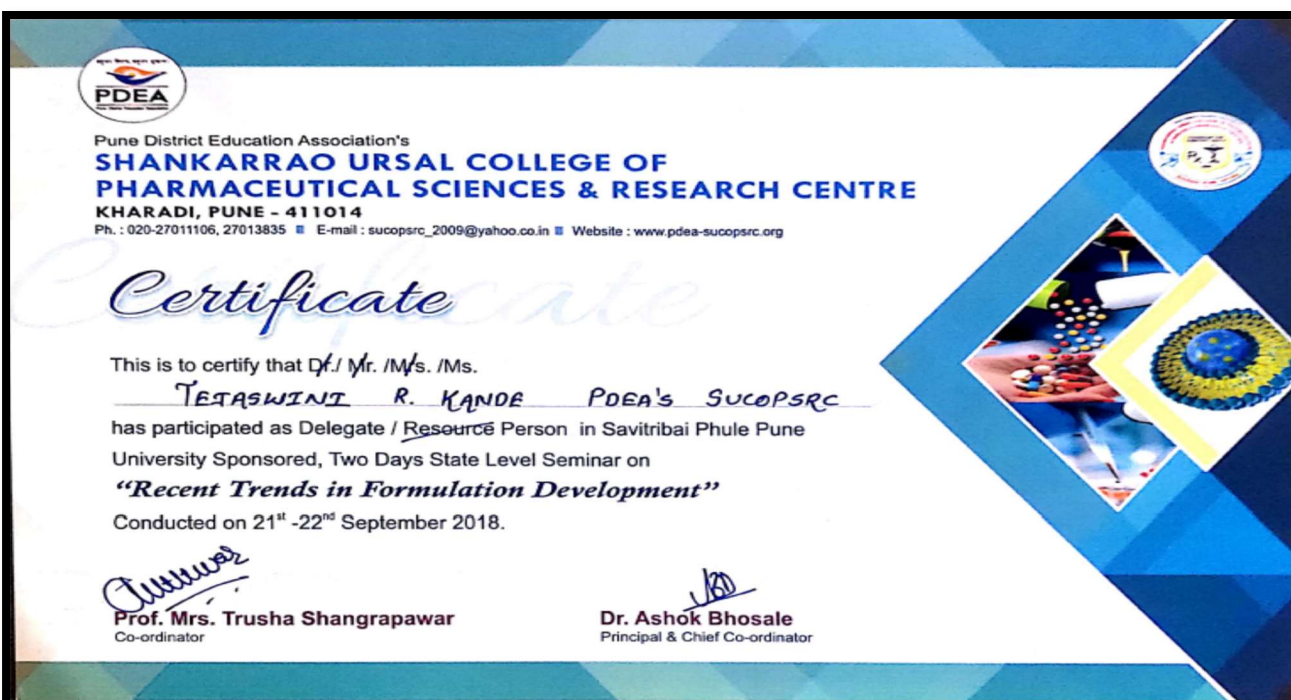 PDEA
Pune District Education Association's
SHANKARRAO URSAL COLLEGE OF
PHARMACEUTICAL SCIENCES & RESEARCH CENTRE
KHARADI, PUNE - 411014
Ph. : 020-27011106, 27013835 E-mail : sucopsrc_2009@yahoo.co.in Website : www.pdea-sucopsrc.org
Certificate
This is to certify that Dr./ Mr. /Mrs. /Ms.
TEJASWINI R. KANDE PDEA'S SUCOPSRC
has participated as Delegate / Resource Person in Savitribai Phule Pune
University Sponsored, Two Days State Level Seminar on
“Recent Trends in Formulation Development”
Conducted on 21st -22nd September 2018.
Prof. Mrs. Trusha Shangrapawar
Co-ordinator
Dr. Ashok Bhosale
Principal & Chief Co-ordinator